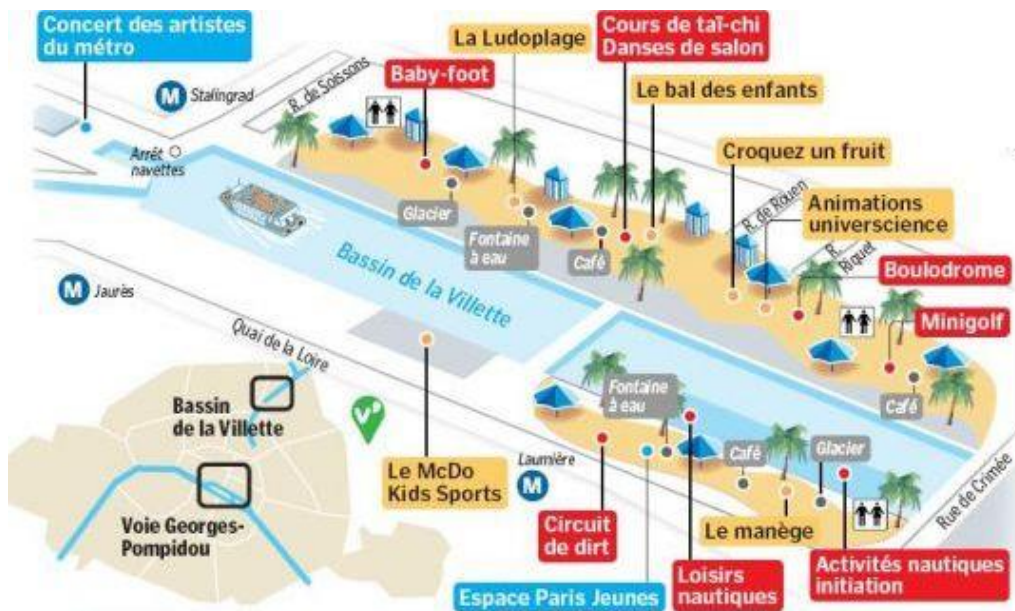 Concert des artistes
du métro
La Ludoplage
Cours de taï-chi
Danses de salon
M
Stalingrad
R. de Soissons
Baby-foot
Le bal des enfants
Croquez un fruit
Arrêt
navettes
Glacier
Fontaine
à eau
Café
R. de Rouen
Animations
universcience
R.
Riquet
Boulodrome
Minigolf
Café
Bassin de la Villette
M
Jaurès
Quai de la Loire
Bassin
de la Villette
Voie Georges-
Pompidou
V
Le McDo
Kids Sports
Laumière
M
Fontaine
à eau
Café
Glacier
Rue de Crimée
Circuit
de dirt
Le manège
Espace Paris Jeunes
Loisirs
nautiques
Activités nautiques
initiation